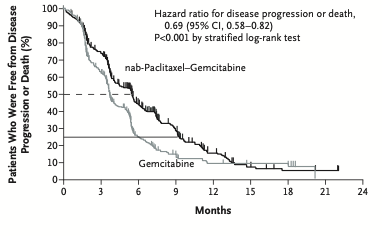 Patients Who Were Free from Disease
Progression or Death (%)
100
90
80
70
60
50
40
30
20
10
0
Hazard ratio for disease progression or death,
0.69 (95% CI, 0.58–0.82)
P<0.001 by stratified log-rank test
nab-Paclitaxel–Gemcitabine
Gemcitabine
0 3 6 9 12 15 18 21 24
Months